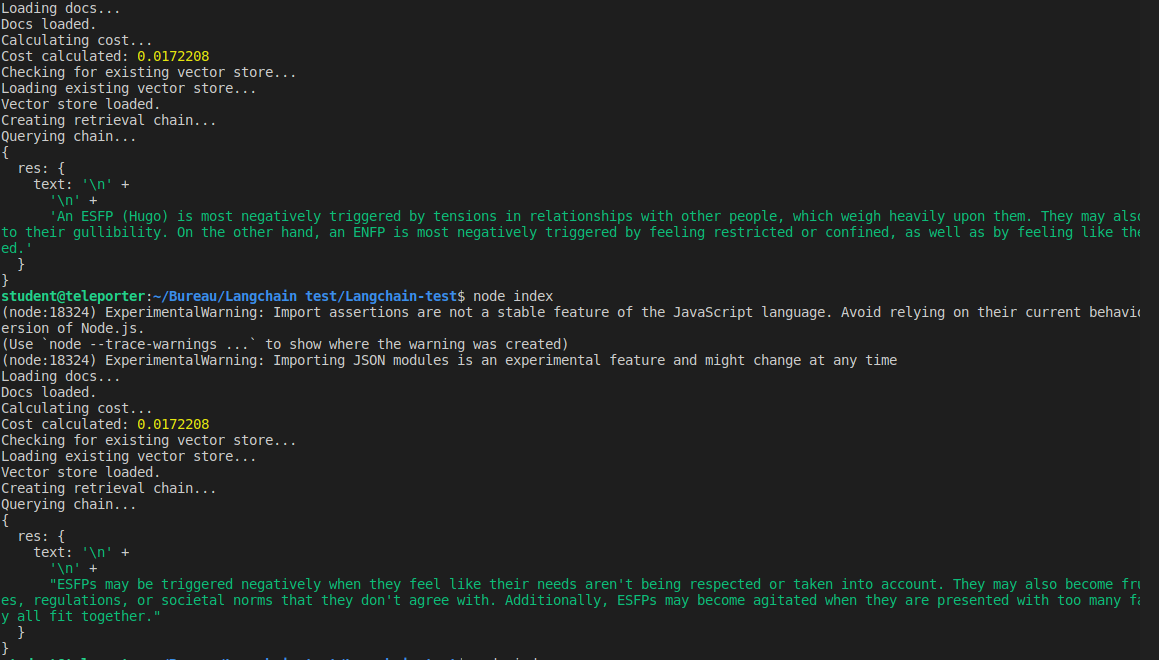 Loading docs...
Docs loaded.
Calculating cost...
Cost calculated: 0.0172208
Checking for existing vector store...
Loading existing vector store...
Vector store loaded.
Creating retrieval chain...
Querying chain...
{
  res: {
    text: '\n' +
      '\n' +
      'An ESFP (Hugo) is most negatively triggered by tensions in relationships with other people, which weigh heavily upon them. They may also
to their gullibility. On the other hand, an ENFP is most negatively triggered by feeling restricted or confined, as well as by feeling like the
ed.'
  }
}
student@teleporter:~/Bureau/Langchain test/Langchain-test$ node index
(node:18324) ExperimentalWarning: Import assertions are not a stable feature of the JavaScript language. Avoid relying on their current behavio
ersion of Node.js.
(Use `node --trace-warnings ...` to show where the warning was created)
(node:18324) ExperimentalWarning: Importing JSON modules is an experimental feature and might change at any time
Loading docs...
Docs loaded.
Calculating cost...
Cost calculated: 0.0172208
Checking for existing vector store...
Loading existing vector store...
Vector store loaded.
Creating retrieval chain...
Querying chain...
{
  res: {
    text: '\n' +
      '\n' +
      "ESFPs may be triggered negatively when they feel like their needs aren't being respected or taken into account. They may also become fru
es, regulations, or societal norms that they don't agree with. Additionally, ESFPs may become agitated when they are presented with too many fa
y all fit together."
  }
}